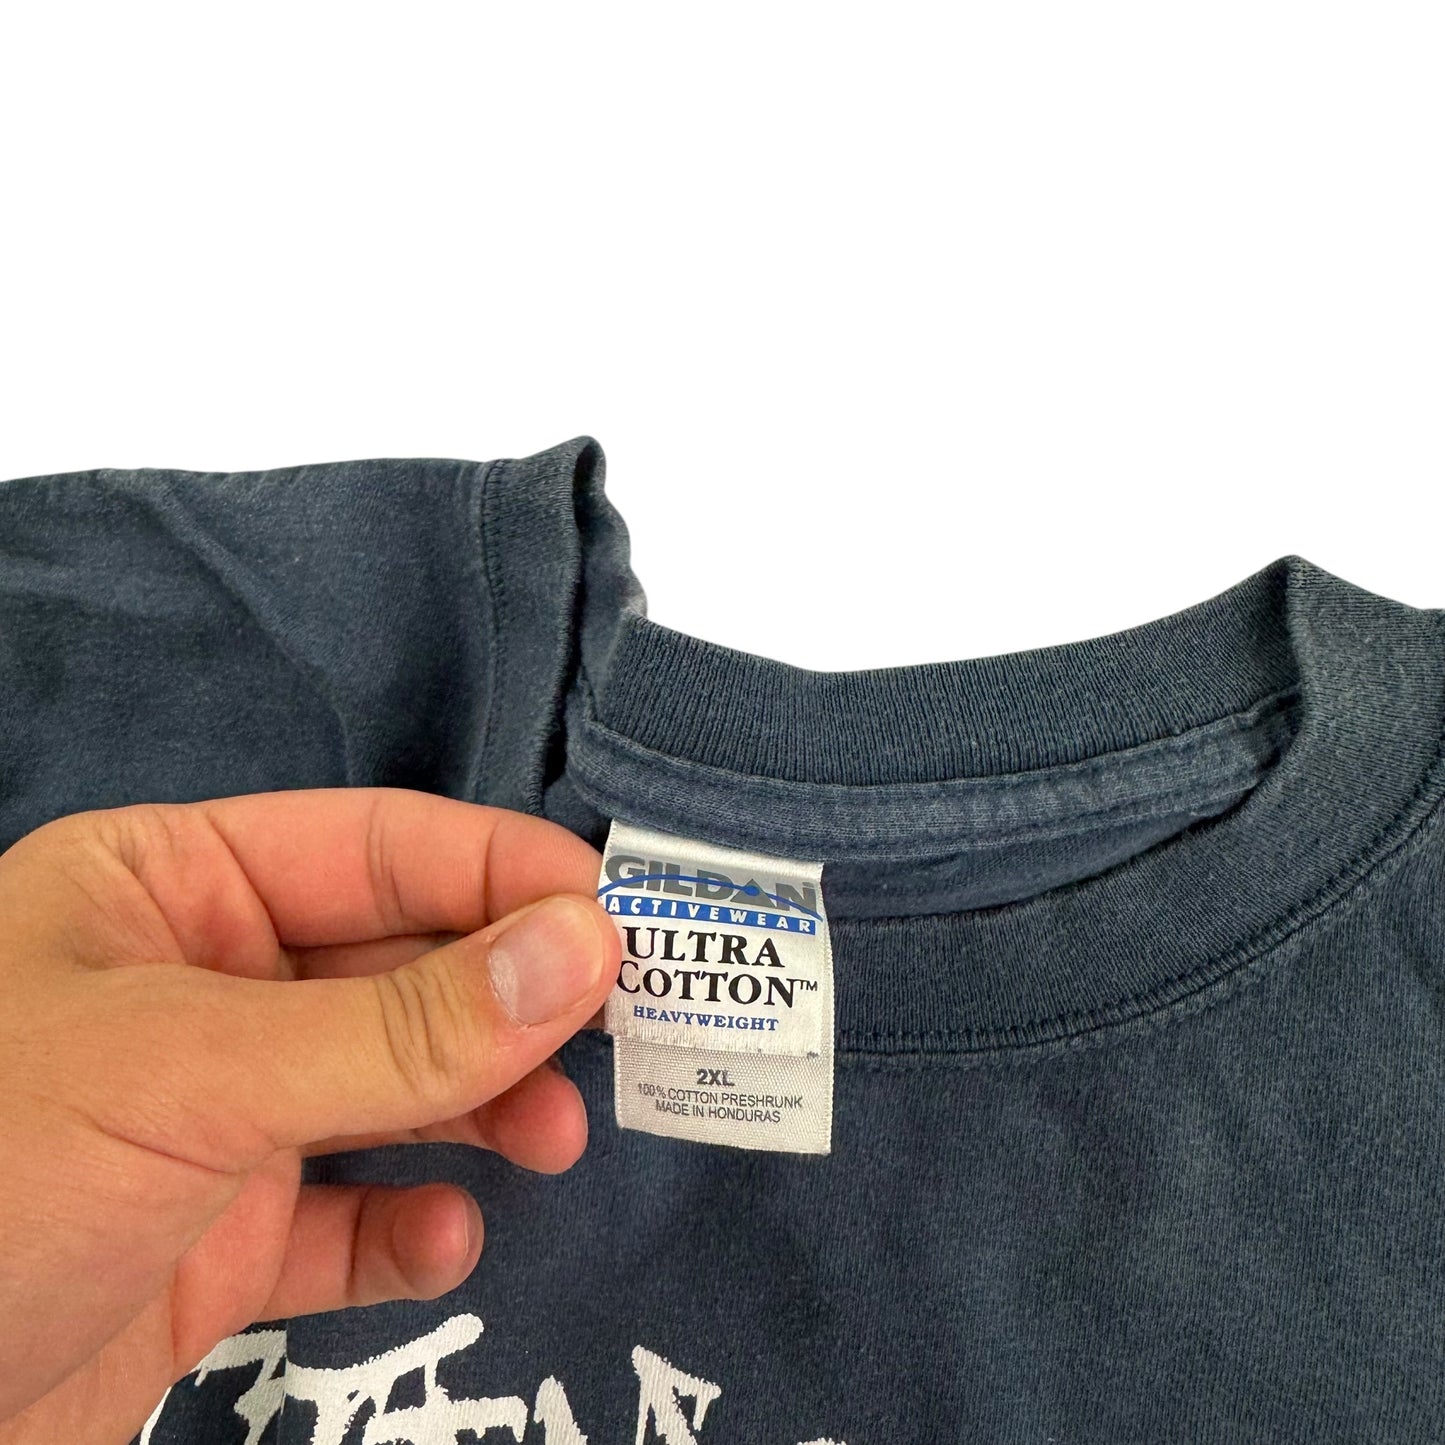 GILDAN
ACTIVEWEAR
ULTRA
COTTON™
HEAVYWEIGHT
2XL
100% COTTON PRESHRUNK
MADE IN HONDURAS